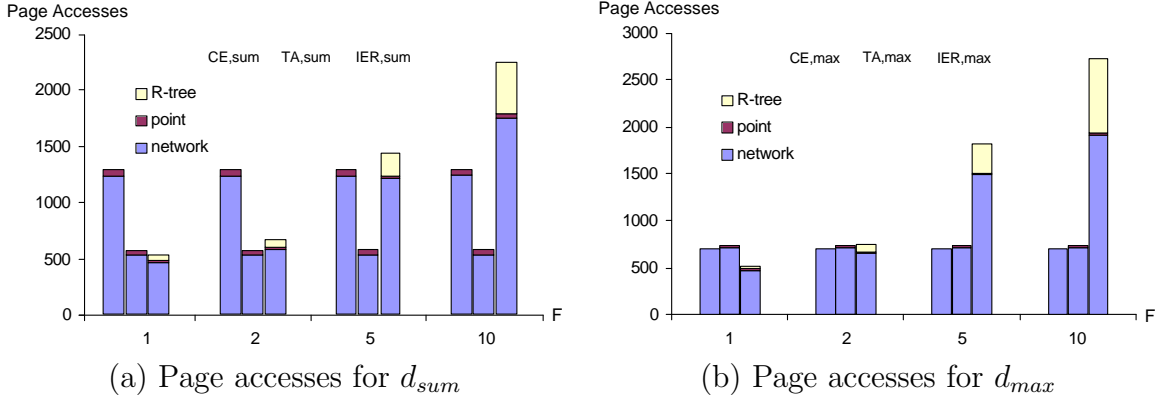 Page Accesses
2500
2000
1500
1000
500
0
CE,sum TA,sum IER,sum
R-tree
point
network
1 2 5 10
F
(a) Page accesses for d_sum
Page Accesses
3000
2500
2000
1500
1000
500
0
CE,max TA,max IER,max
R-tree
point
network
1 2 5 10
F
(b) Page accesses for d_max